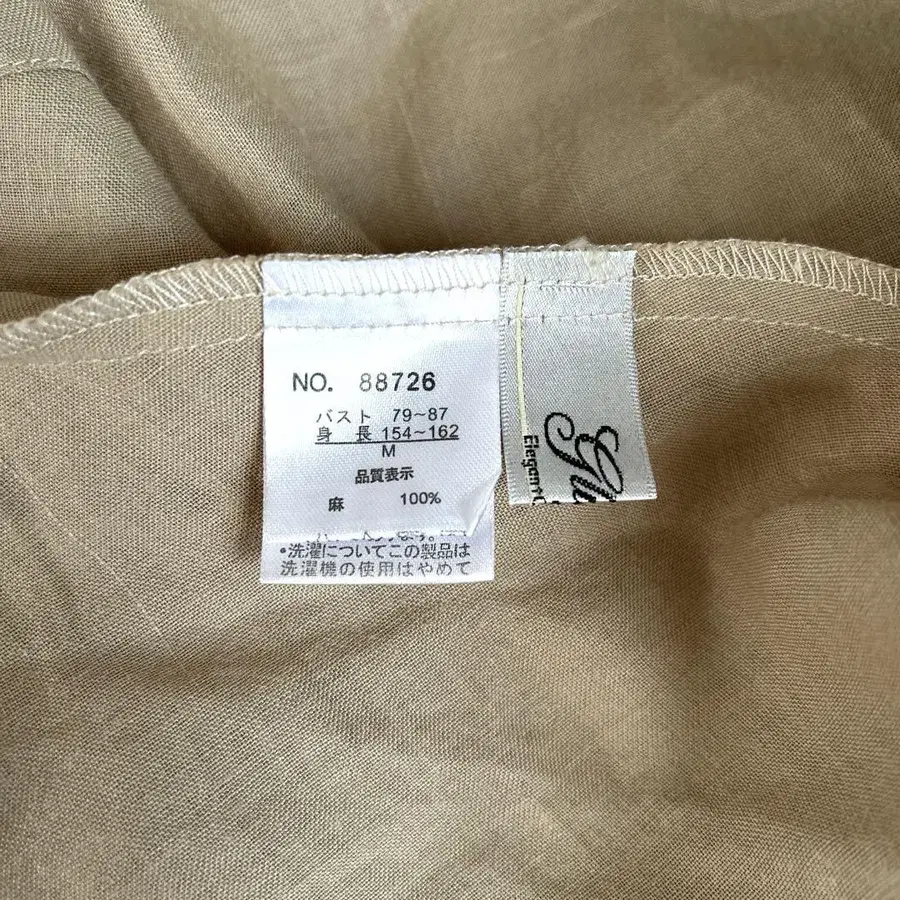 NO. 88726
バスト 79~87
身 長 154~162
M
品質表示
麻 100%
•洗濯についてこの製品は
洗濯機の使用はやめて